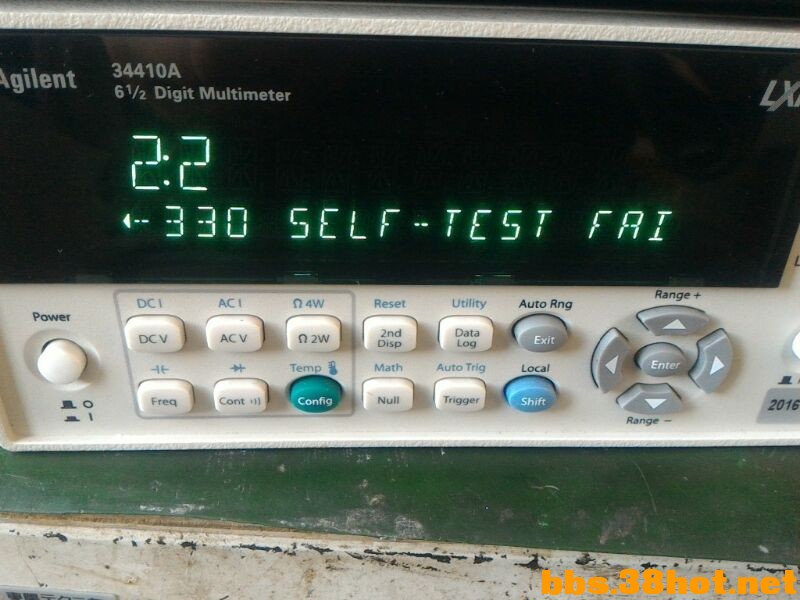 Agilent
34410A
6½ Digit Multimeter
LXI
2:2
330 SELF-TEST FAI
Power
O
I
DC I
AC I
Ω 4W
Reset
Utility
Auto Rng
Range +
DC V
AC V
Ω 2W
2nd Disp
Data Log
Exit
Enter
Temp
Math
Auto Trig
Local
Freq
Cont
Config
Null
Trigger
Shift
Range −
2016
bbs.38hot.net